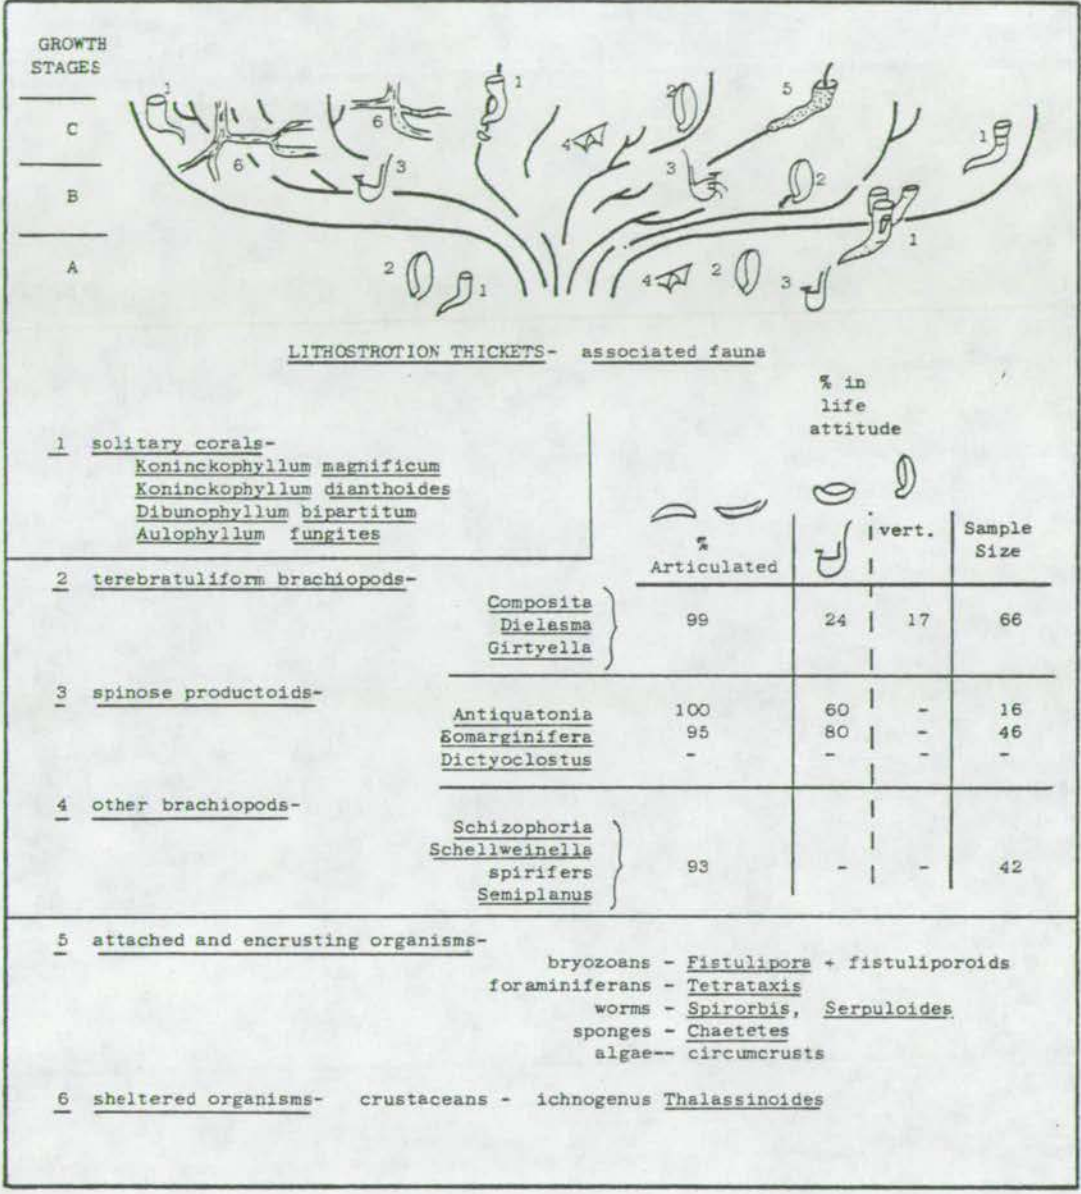 GROWTH
STAGES
C
B
A
1
6
6
3
1
4
2
3
5
2
1
1
2
1
4
2
3
LITHOSTROTION THICKETS- associated fauna
% in
life
attitude
1 solitary corals-
Koninckophyllum magnificum
Koninckophyllum dianthoides
Dibunophyllum bipartitum
Aulophyllum fungites
%
Articulated
vert.
Sample
Size
2 terebratuliform brachiopods-
Composita
Dielasma 99 24 17 66
Girtyella
3 spinose productoids-
Antiquatonia 100 60 - 16
Eomarginifera 95 80 - 46
Dictyoclostus - - - -
4 other brachiopods-
Schizophoria
Schellweinella
spirifers 93 - - 42
Semiplanus
5 attached and encrusting organisms-
bryozoans - Fistulipora + fistuliporoids
foraminiferans - Tetrataxis
worms - Spirorbis, Serpuloides
sponges - Chaetetes
algae-- circumcrusts
6 sheltered organisms- crustaceans - ichnogenus Thalassinoides